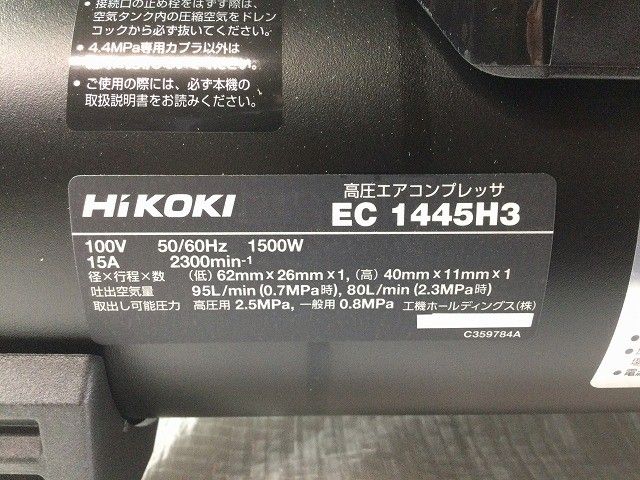 接続口の止め栓をはずす際は、
空気タンク内の圧縮空気をドレン
コックから必ず抜いてください。
● 4.4MPa専用カプラ以外は
● ご使用の際には、必ず本機の
取扱説明書をお読みください。
HiKOKI
高圧エアコンプレッサ
EC 1445H3
100V 50/60Hz 1500W
15A 2300min-1
径×行程×数 (低) 62mm×26mm×1, (高) 40mm×11mm×1
吐出空気量 95L/min (0.7MPa時), 80L/min (2.3MPa時)
取出し可能圧力 高圧用 2.5MPa, 一般用 0.8MPa 工機ホールディングス(株)
C359784A